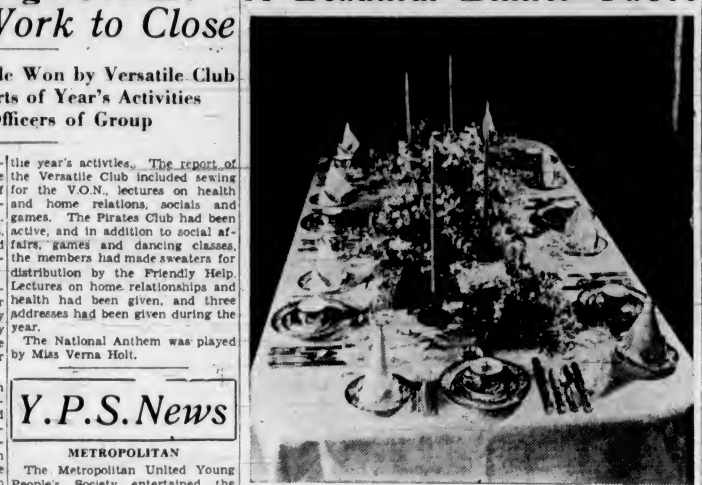 Work to Close
Won by Versatile Club
of Year's Activities
Officers of Group
the year's activties. The report of
the Versatile Club included sewing
for the V.O.N., lectures on health
and home relations, socials and
games. The Pirates Club had been
active, and in addition to social af-
fairs, games and dancing classes,
the members had made sweaters for
distribution by the Friendly Help.
Lectures on home relationships and
health had been given, and three
addresses had been given during the
year.
The National Anthem was played
by Miss Verna Holt.
Y.P.S. News
METROPOLITAN
The Metropolitan United Young
People's Society entertained the